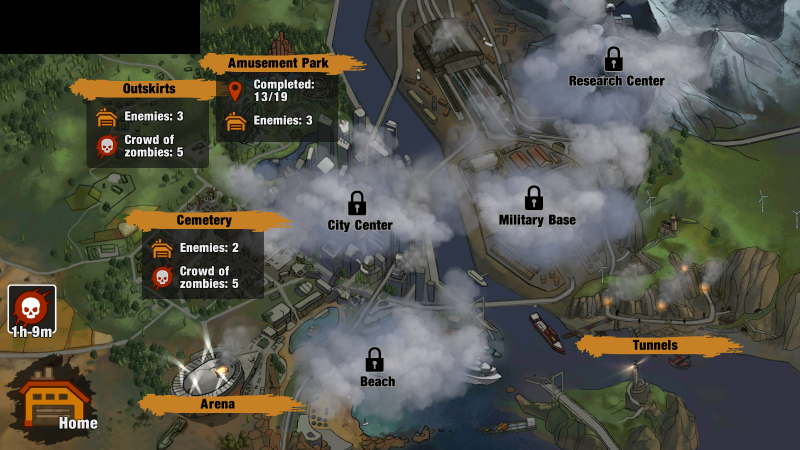 Amusement Park
Completed:
13/19
Enemies: 3
Outskirts
Enemies: 3
Crowd of
zombies: 5
Research Center
City Center
Military Base
Cemetery
Enemies: 2
Crowd of
zombies: 5
1h-9m
Tunnels
Beach
Arena
Home